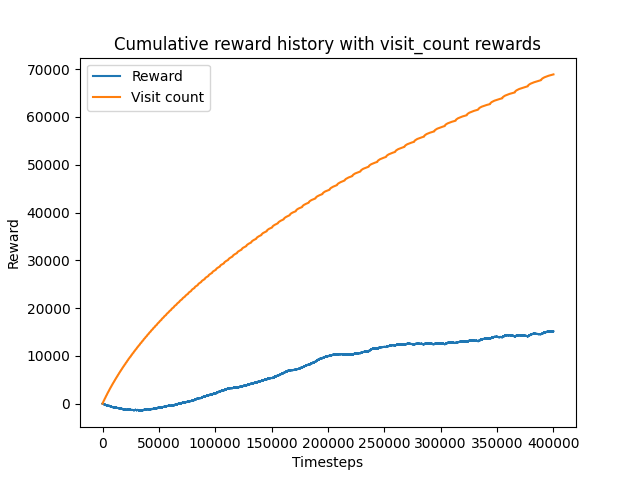 Cumulative reward history with visit_count rewards
Reward
Visit count
70000
60000
50000
40000
30000
20000
10000
0
Reward
0 50000 100000 150000 200000 250000 300000 350000 400000
Timesteps